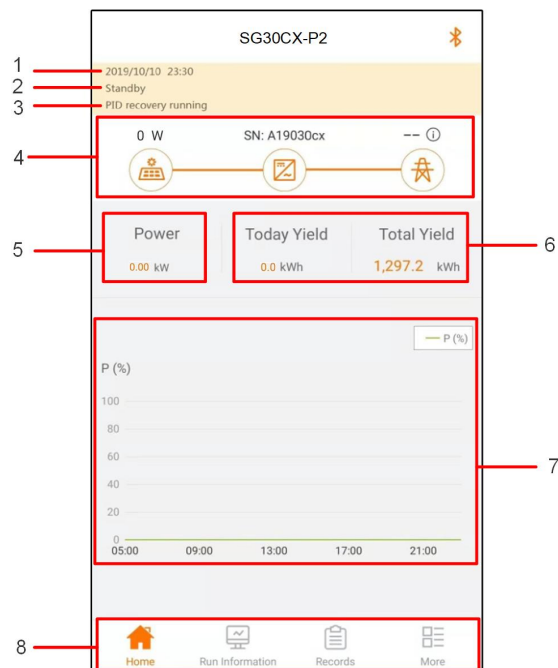 SG30CX-P2
1
2019/10/10 23:30
2
Standby
3
PID recovery running
4
0 W SN: A19030cx --
5
Power Today Yield Total Yield
0.00 kW 0.0 kWh 1,297.2 kWh
6
P (%)
P (%)
100
80
60
40
20
0
05:00 09:00 13:00 17:00 21:00
7
8
Home Run Information Records More